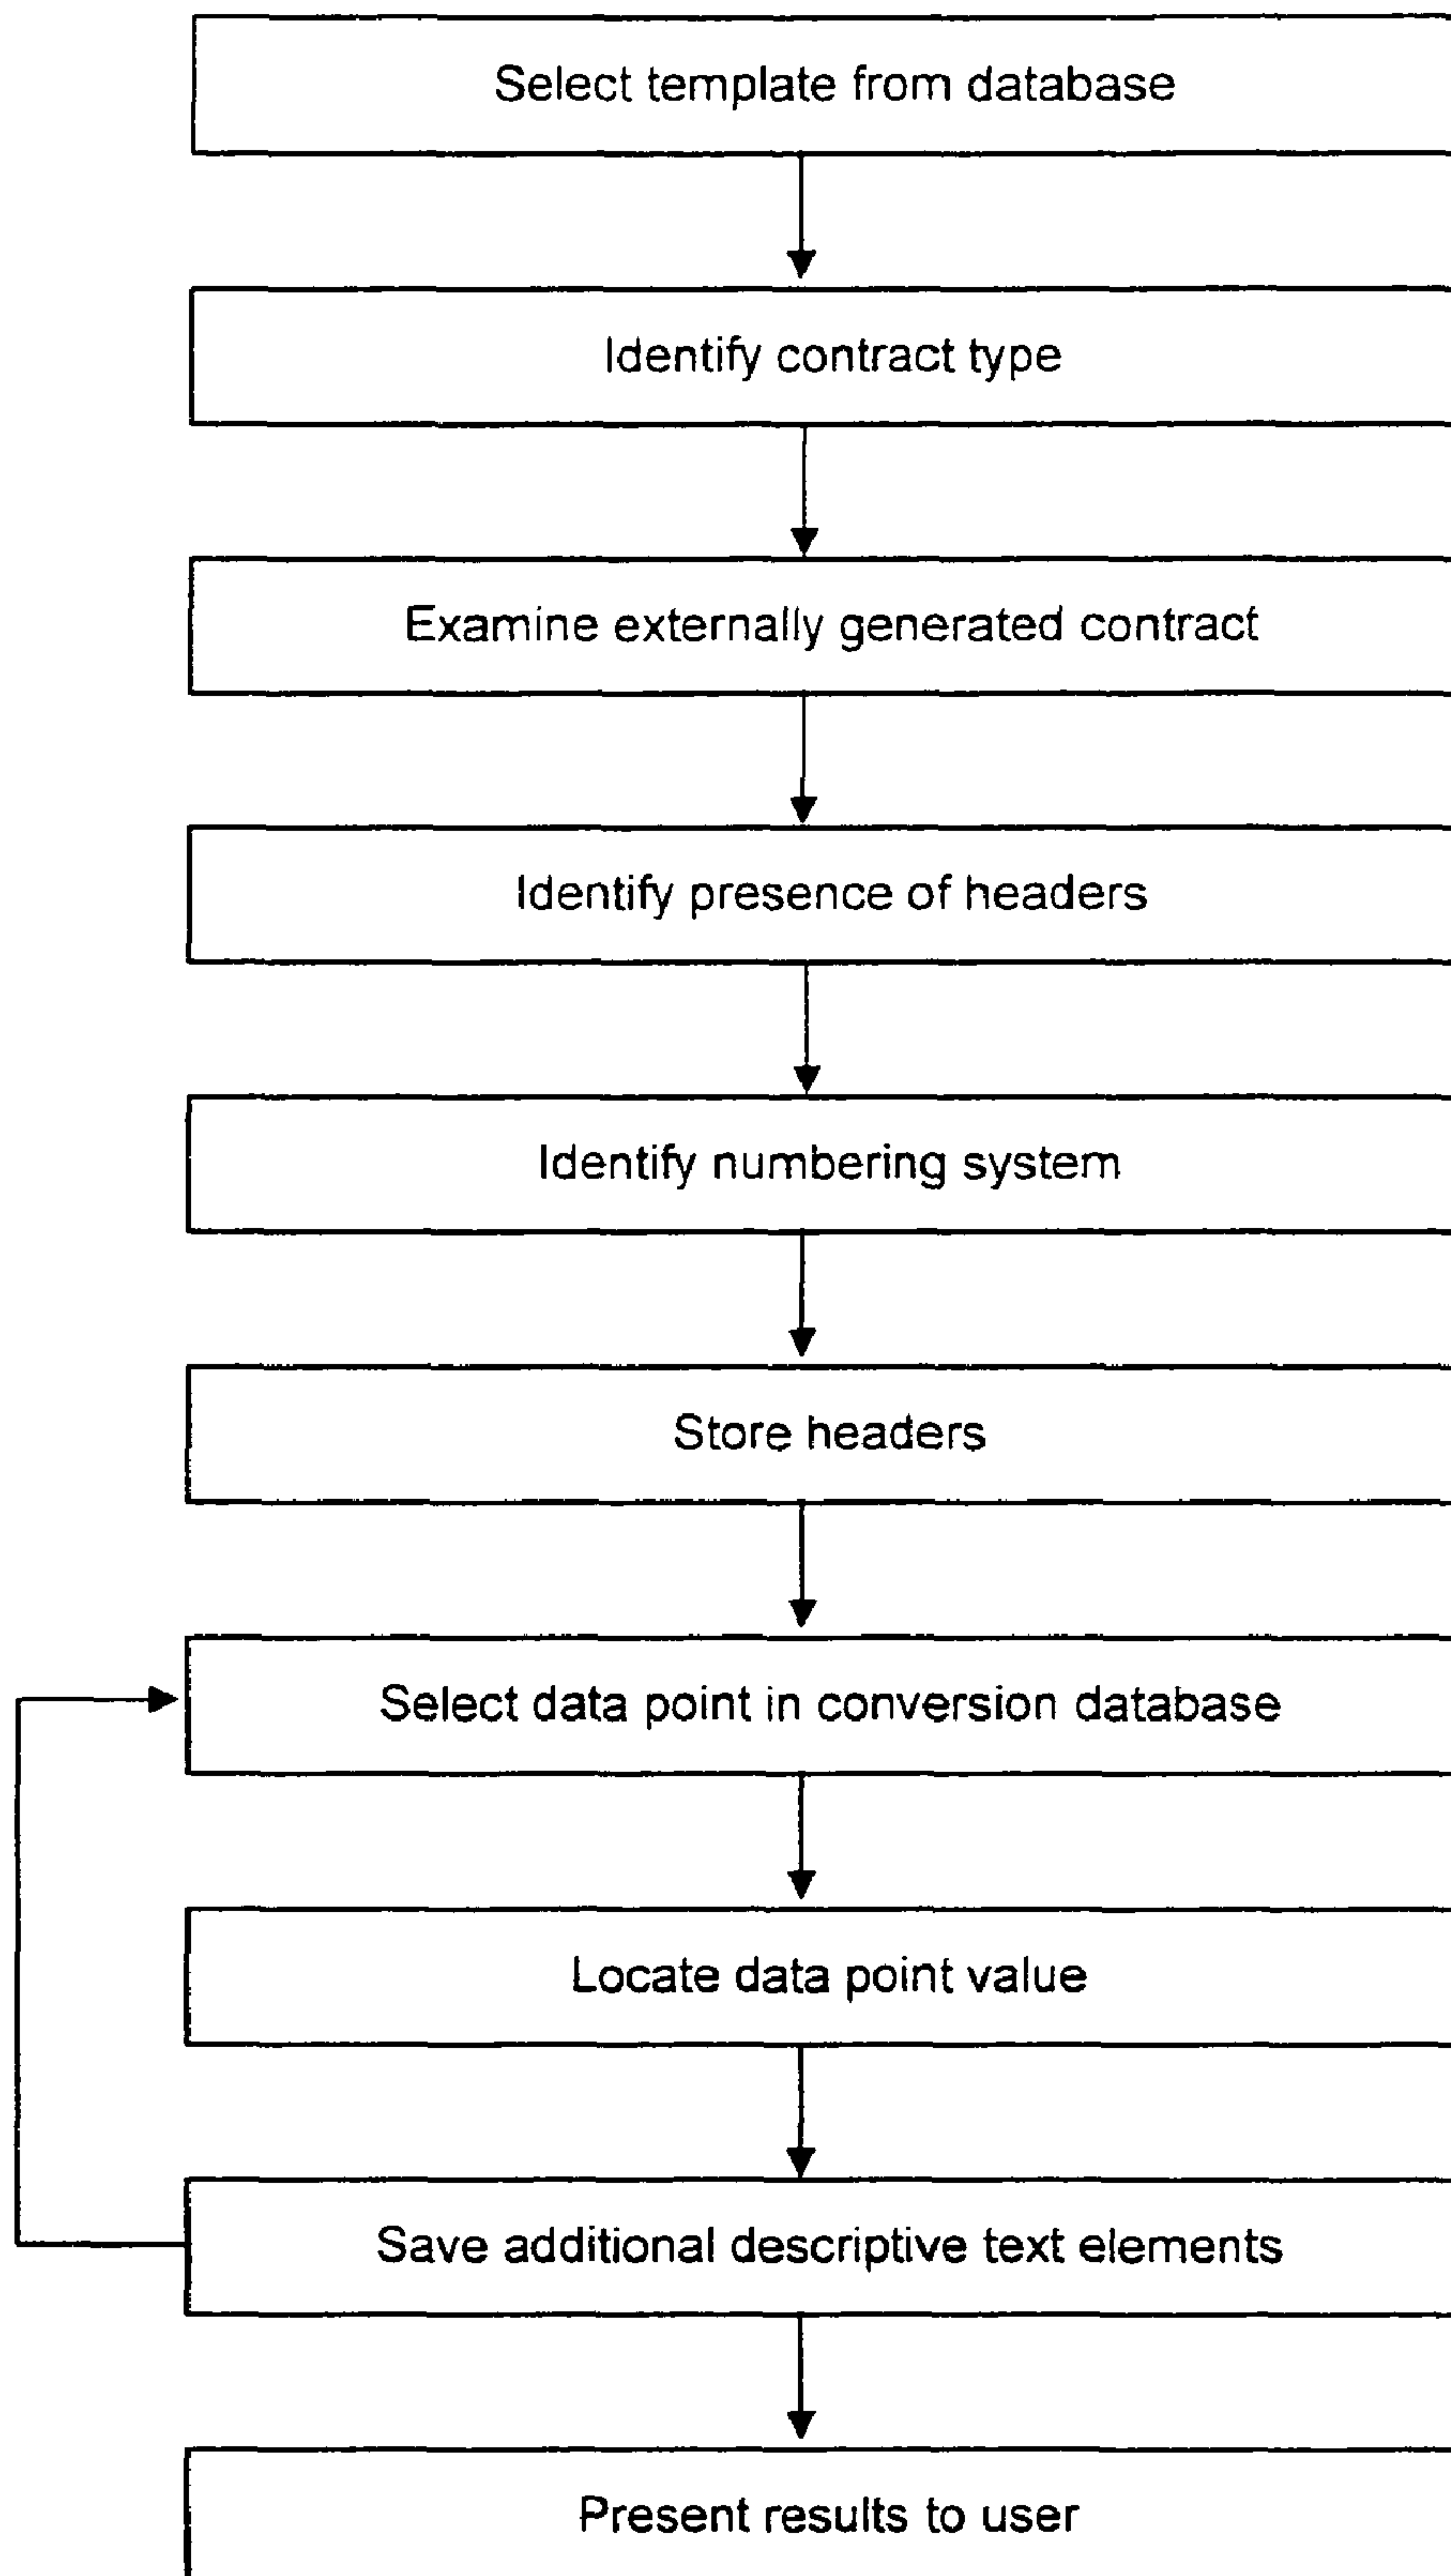 Select template from database
Identify contract type
Examine externally generated contract
Identify presence of headers
Identify numbering system
Store headers
Select data point in conversion database
Locate data point value
Save additional descriptive text elements
Present results to user